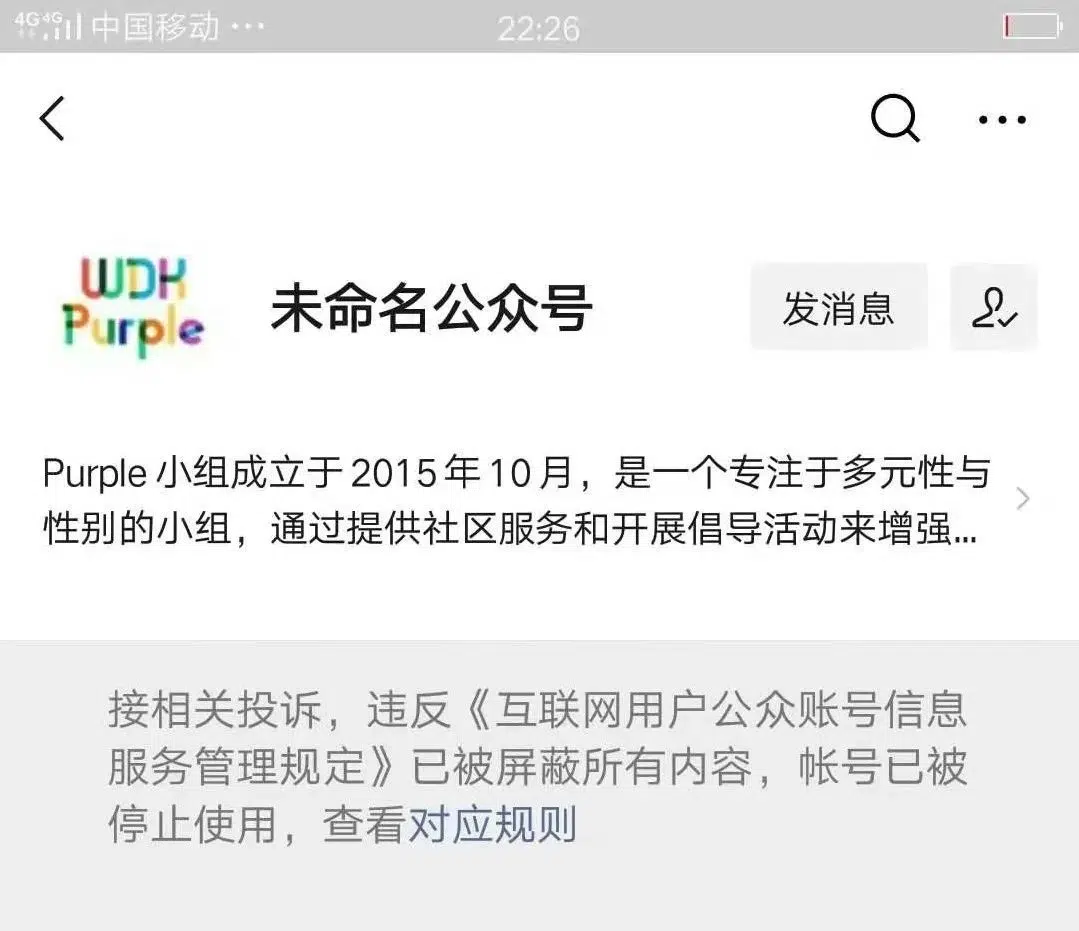 4G 4G 中国移动 ··· 22:26
WDK
Purple
未命名公众号 发消息
Purple 小组成立于 2015 年 10 月，是一个专注于多元性与
性别的小组，通过提供社区服务和开展倡导活动来增强...
接相关投诉，违反《互联网用户公众账号信息
服务管理规定》已被屏蔽所有内容，帐号已被
停止使用，查看对应规则